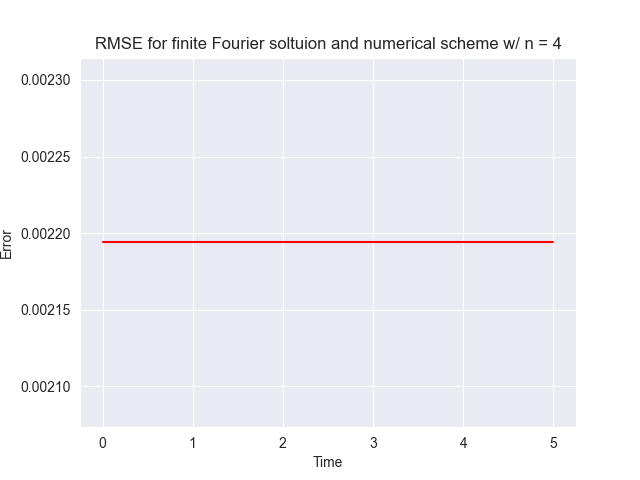 RMSE for finite Fourier soltuion and numerical scheme w/ n = 4
0.00230
0.00225
0.00220
0.00215
0.00210
Error
0 1 2 3 4 5
Time